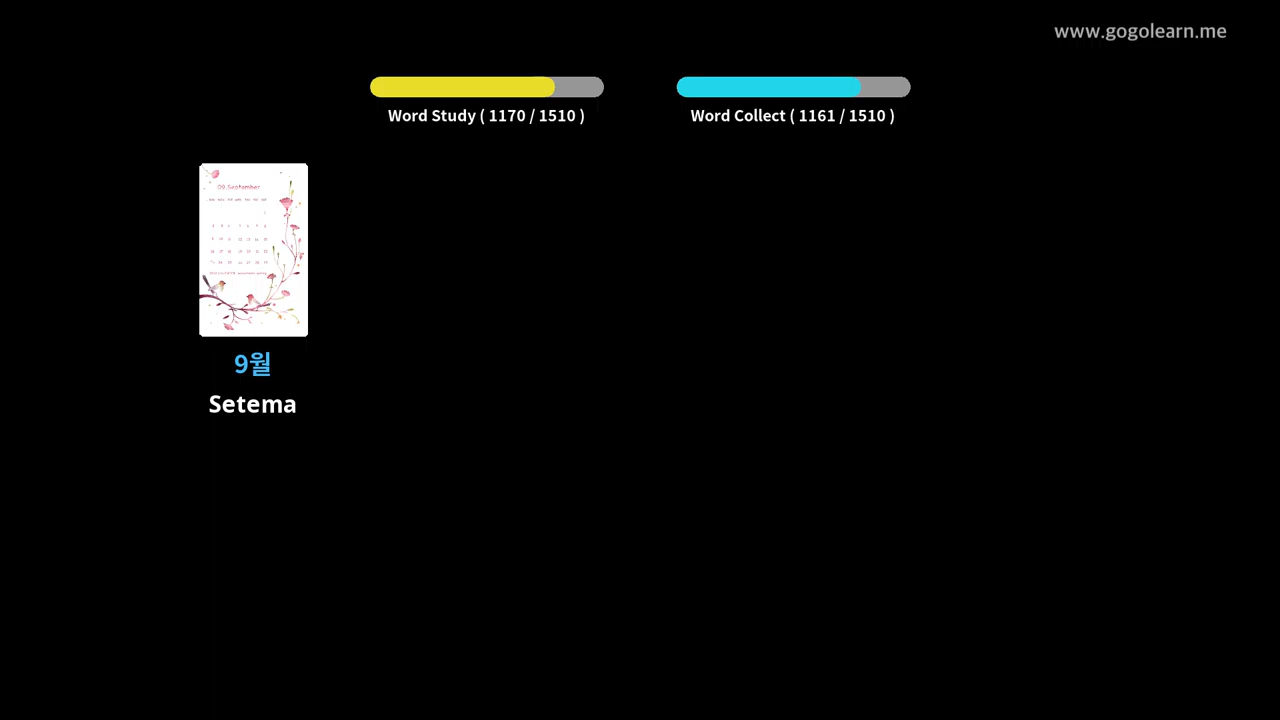 www.gogolearn.me
Word Study ( 1170 / 1510 )
Word Collect ( 1161 / 1510 )
09.September
9월
Setema